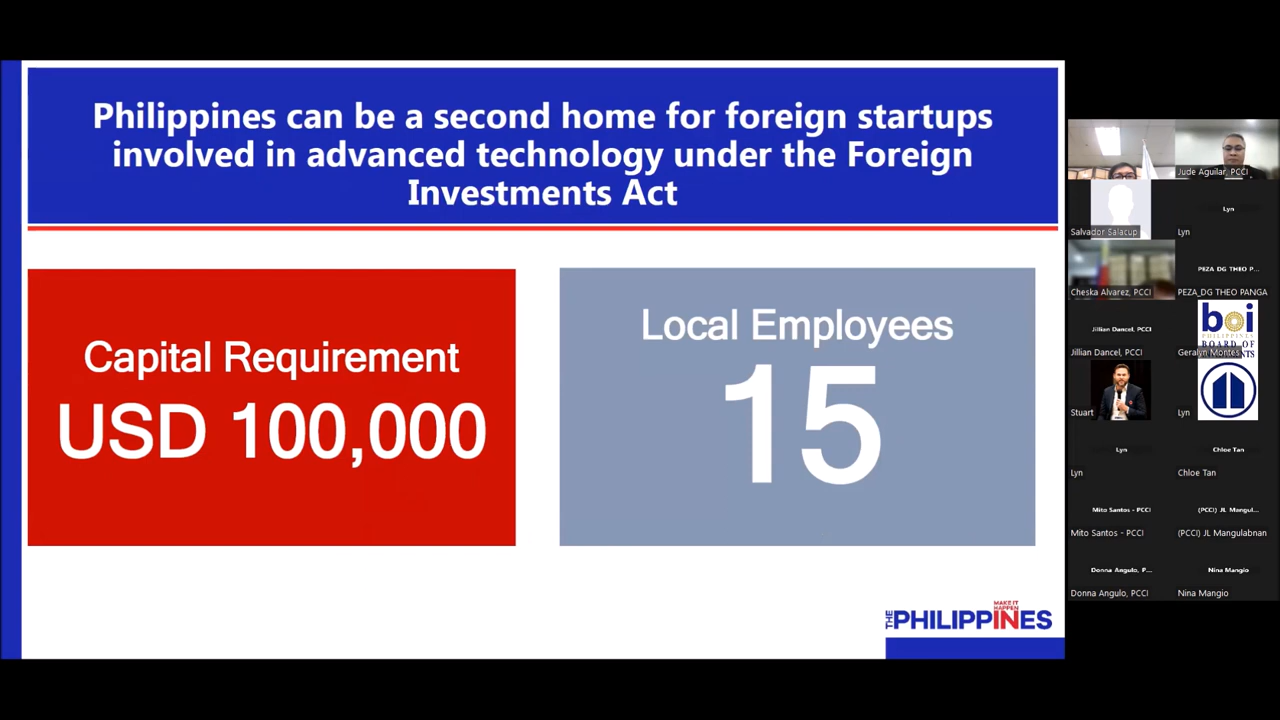 Philippines can be a second home for foreign startups
involved in advanced technology under the Foreign
Investments Act
Capital Requirement
USD 100,000
Local Employees
15
MAKE IT
HAPPEN
THE PHILIPPINES
Jude Aguilar, PCCI
Salvador Salacup
Lyn
Lyn
Cheska Alvarez, PCCI
PEZA DG THEO P...
PEZA_DG THEO PANGA
Jillian Dancel, PCCI
Jillian Dancel, PCCI
boi
PHILIPPINES
Geralyn Montes
Stuart
Lyn
Lyn
Lyn
Chloe Tan
Chloe Tan
Mito Santos - PCCI
Mito Santos - PCCI
(PCCI) JL Mangul...
(PCCI) JL Mangulabnan
Donna Angulo, P...
Donna Angulo, PCCI
Nina Mangio
Nina Mangio